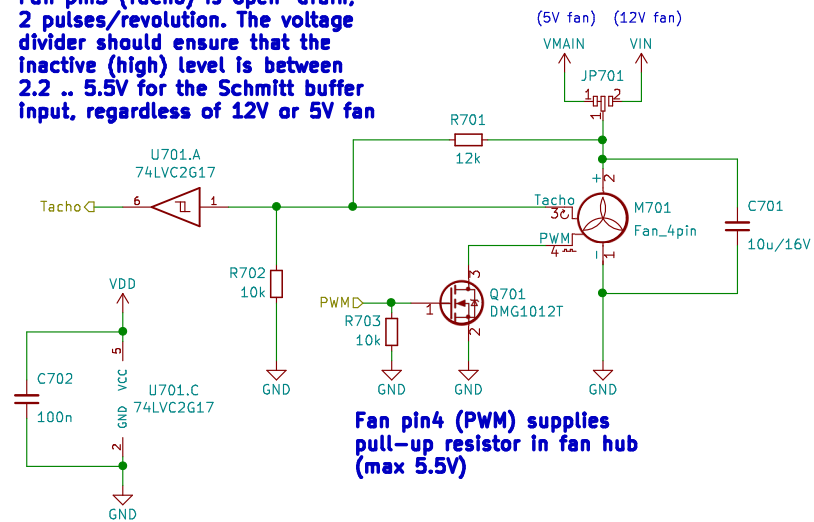 Fan pin3 (Tacho) is open-drain,
2 pulses/revolution. The voltage
divider should ensure that the
inactive (high) level is between
2.2 .. 5.5V for the Schmitt buffer
input, regardless of 12V or 5V fan
(5V fan) (12V fan)
VMAIN VIN
JP701
1 2
1
R701
12k
U701.A
74LVC2G17
Tacho 6 1
+ 2
Tacho
3
M701
Fan_4pin
PWM
4
- 1
C701
10u/16V
R702
10k
PWM
1
3
Q701
DMG1012T
2
R703
10k
GND GND GND GND
VDD
5
VCC
C702
100n
U701.C
74LVC2G17
GND
2
GND
Fan pin4 (PWM) supplies
pull-up resistor in fan hub
(max 5.5V)